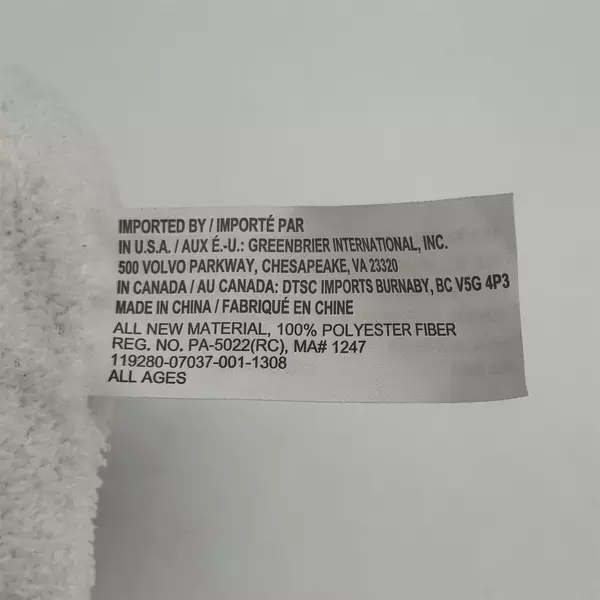 IMPORTED BY / IMPORTÉ PAR
IN U.S.A. / AUX É.-U.: GREENBRIER INTERNATIONAL, INC.
500 VOLVO PARKWAY, CHESAPEAKE, VA 23320
IN CANADA / AU CANADA: DTSC IMPORTS BURNABY, BC V5G 4P3
MADE IN CHINA / FABRIQUÉ EN CHINE
ALL NEW MATERIAL, 100% POLYESTER FIBER
REG. NO. PA-5022(RC), MA# 1247
119280-07037-001-1308
ALL AGES